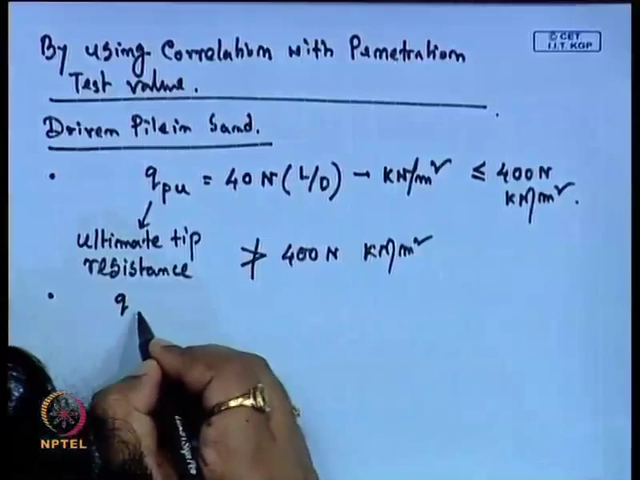 © CET
I.I.T. KGP
By using Correlation with Penetration
Test value.
Driven Pile in Sand.
• qpu = 40 N (L/D) - kN/m² ≤ 400 N
kN/m².
ultimate tip
resistance
≯ 400 N kN/m²
• q
NPTEL